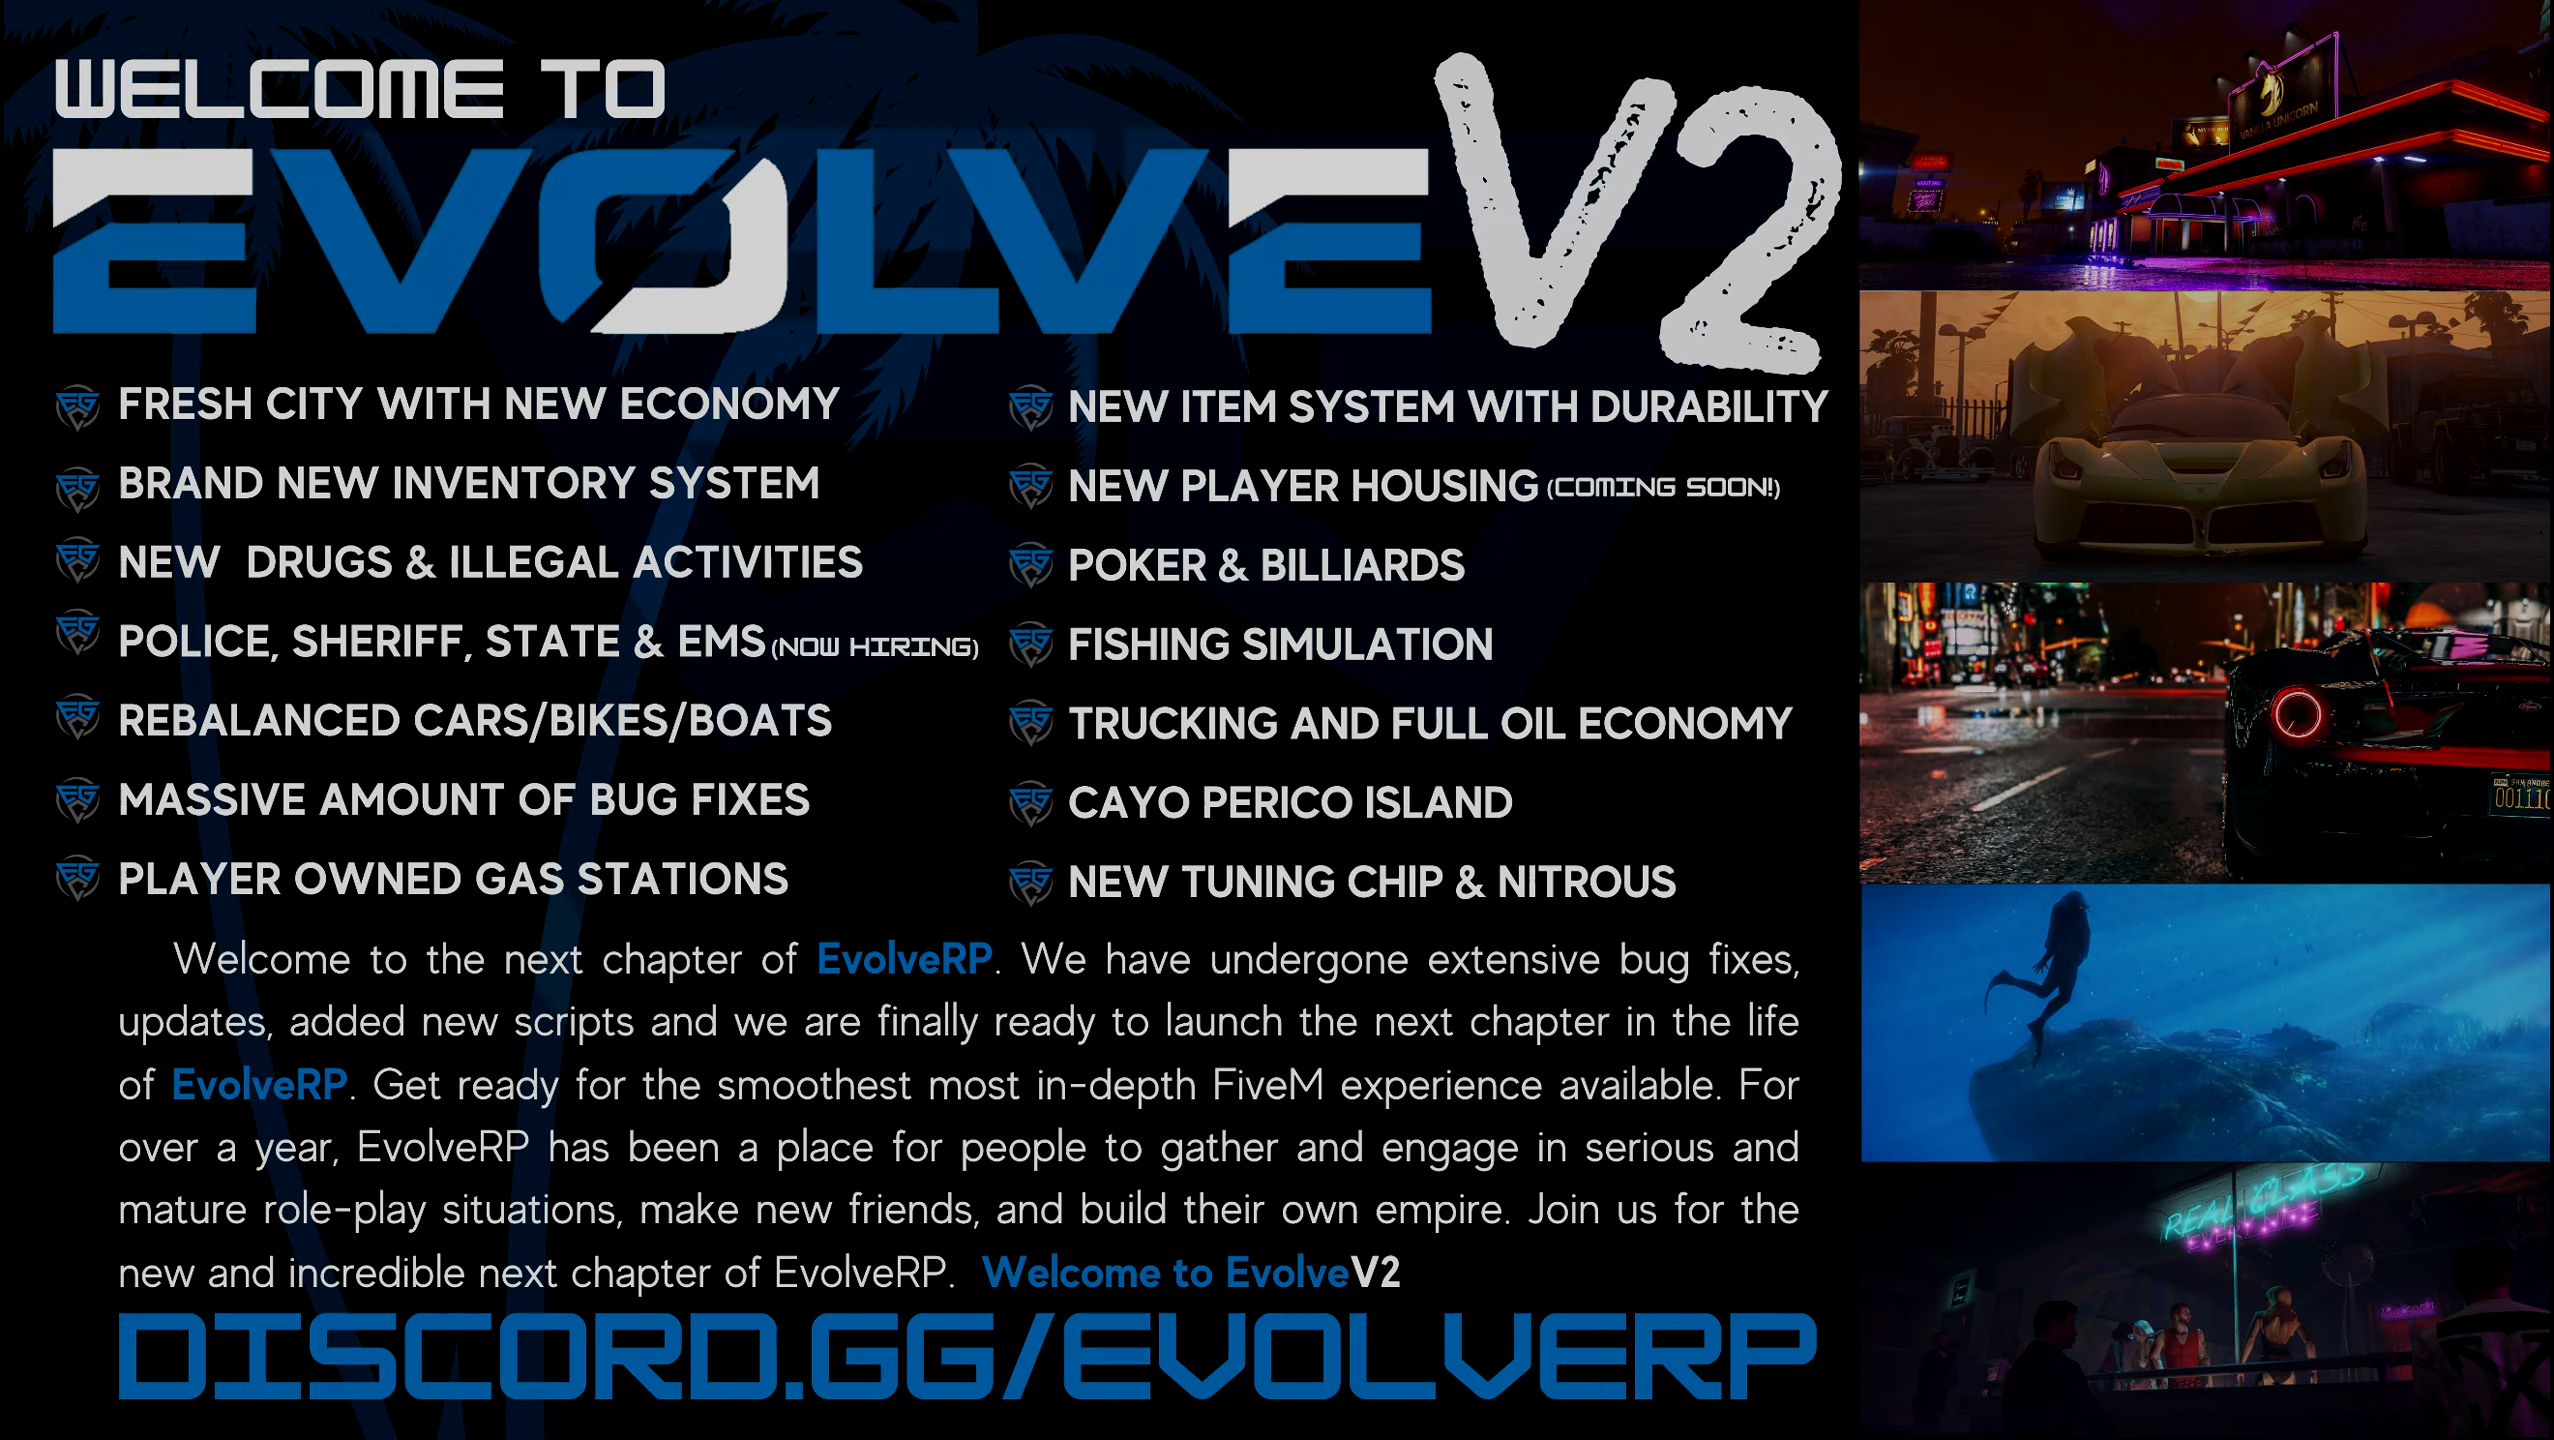 WELCOME TO
EVOLVE V2
FRESH CITY WITH NEW ECONOMY
BRAND NEW INVENTORY SYSTEM
NEW DRUGS & ILLEGAL ACTIVITIES
POLICE, SHERIFF, STATE & EMS (NOW HIRING)
REBALANCED CARS/BIKES/BOATS
MASSIVE AMOUNT OF BUG FIXES
PLAYER OWNED GAS STATIONS
NEW ITEM SYSTEM WITH DURABILITY
NEW PLAYER HOUSING (COMING SOON!)
POKER & BILLIARDS
FISHING SIMULATION
TRUCKING AND FULL OIL ECONOMY
CAYO PERICO ISLAND
NEW TUNING CHIP & NITROUS
Welcome to the next chapter of EvolveRP. We have undergone extensive bug fixes,
updates, added new scripts and we are finally ready to launch the next chapter in the life
of EvolveRP. Get ready for the smoothest most in-depth FiveM experience available. For
over a year, EvolveRP has been a place for people to gather and engage in serious and
mature role-play situations, make new friends, and build their own empire. Join us for the
new and incredible next chapter of EvolveRP. Welcome to EvolveV2
DISCORD.GG/EVOLVERP
VANILLA UNICORN
001110
REAL CLASS
EVERY NITE